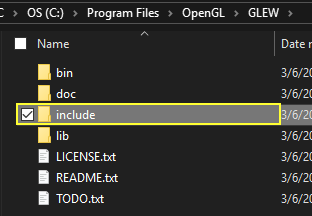 OS (C:) > Program Files > OpenGL > GLEW >
Name Date
bin 3/6/20
doc 3/6/20
include 3/6/20
lib 3/6/20
LICENSE.txt 3/6/20
README.txt 3/6/20
TODO.txt 3/6/20